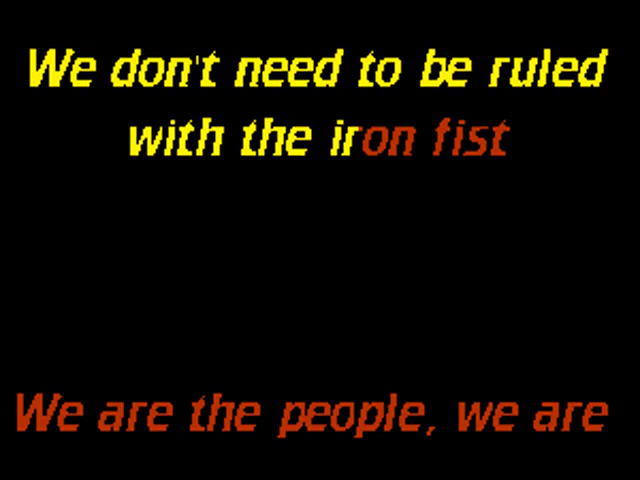 We don't need to be ruled
with the iron fist
We are the people, we are